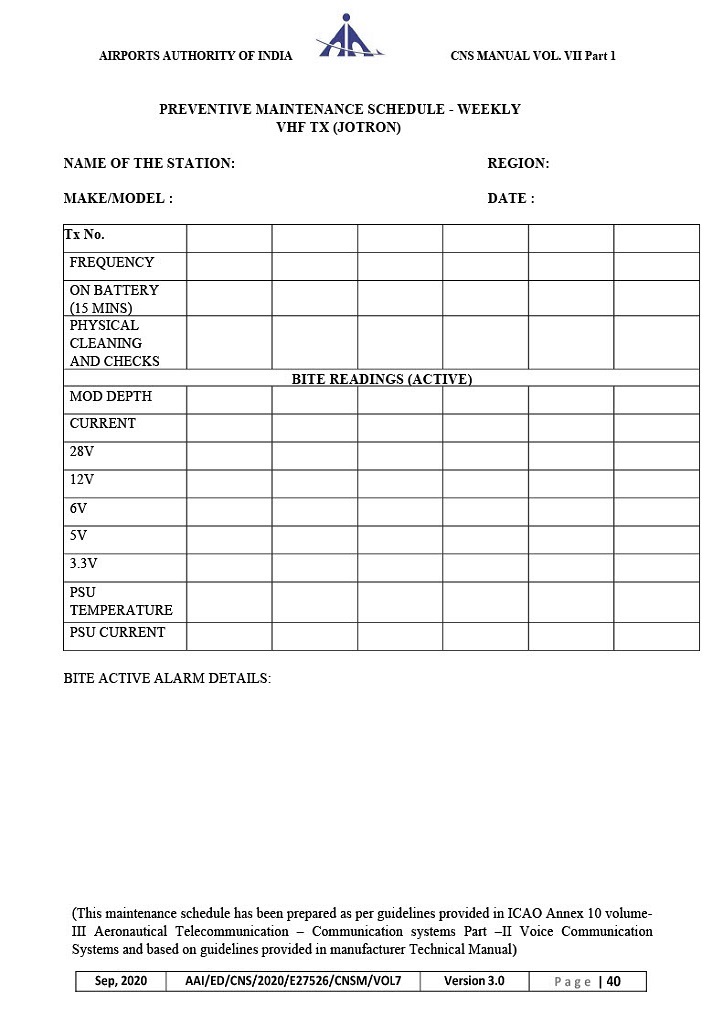 AIRPORTS AUTHORITY OF INDIA CNS MANUAL VOL. VII Part 1
PREVENTIVE MAINTENANCE SCHEDULE - WEEKLY
VHF TX (JOTRON)
NAME OF THE STATION: REGION:
MAKE/MODEL : DATE :
Tx No.
FREQUENCY
ON BATTERY
(15 MINS)
PHYSICAL
CLEANING
AND CHECKS
BITE READINGS (ACTIVE)
MOD DEPTH
CURRENT
28V
12V
6V
5V
3.3V
PSU
TEMPERATURE
PSU CURRENT
BITE ACTIVE ALARM DETAILS:
(This maintenance schedule has been prepared as per guidelines provided in ICAO Annex 10 volume-
III Aeronautical Telecommunication – Communication systems Part –II Voice Communication
Systems and based on guidelines provided in manufacturer Technical Manual)
Sep, 2020 AAI/ED/CNS/2020/E27526/CNSM/VOL7 Version 3.0 Page | 40